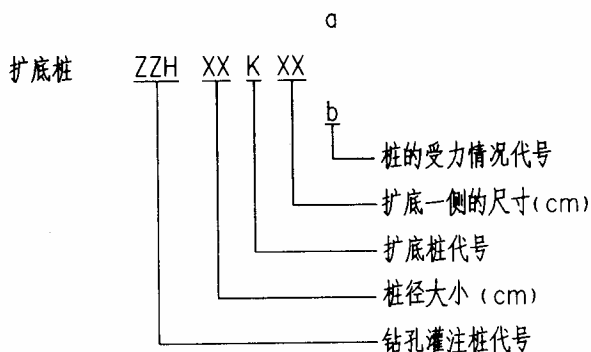 a
扩底桩 ZZH XX K XX
b
桩的受力情况代号
扩底一侧的尺寸(cm)
扩底桩代号
桩径大小(cm)
钻孔灌注桩代号